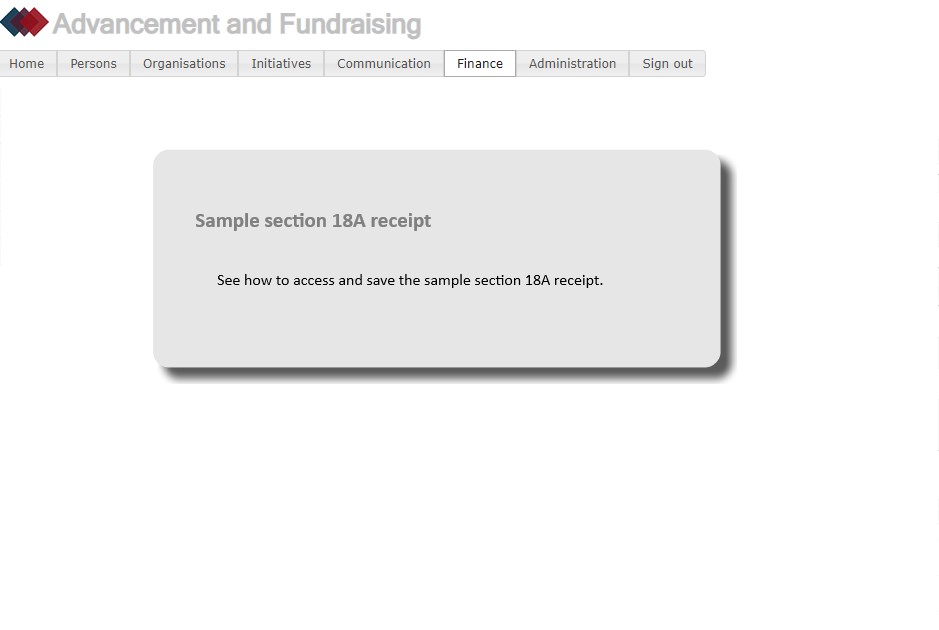 Advancement and Fundraising
Home Persons Organisations Initiatives Communication Finance Administration Sign out
Sample section 18A receipt
See how to access and save the sample section 18A receipt.